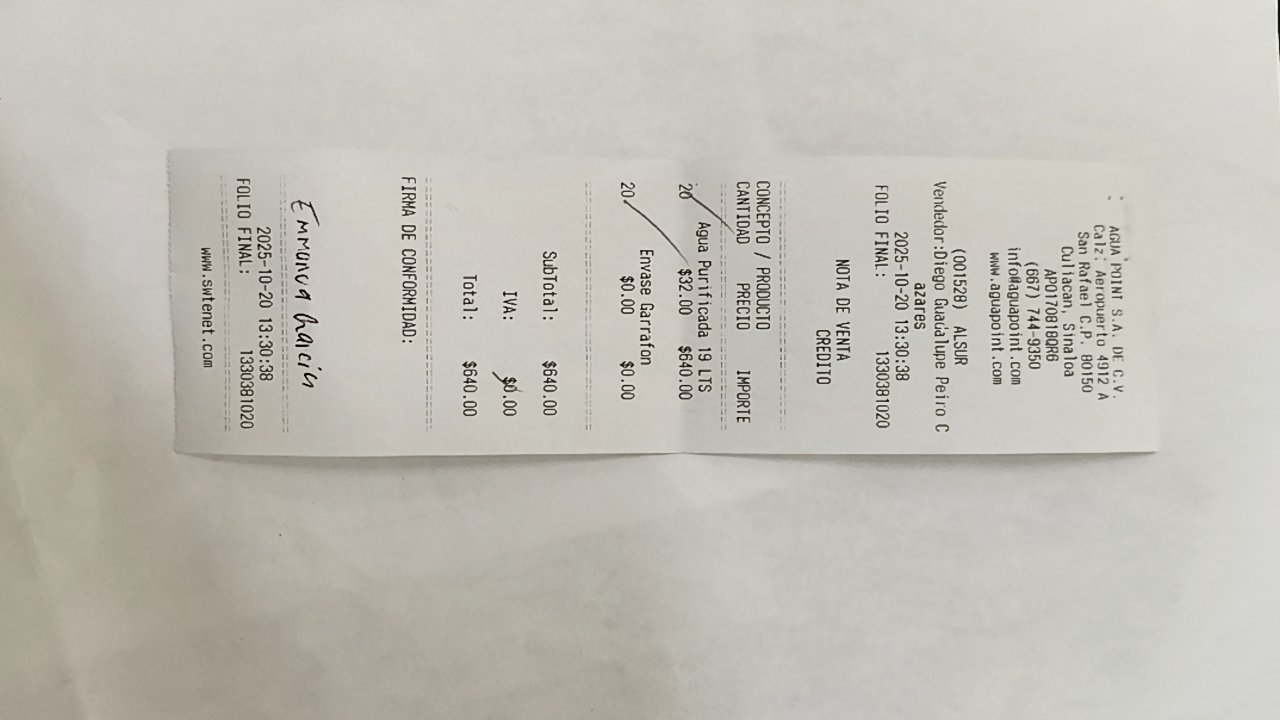 AGUA POINT S.A. DE C.V.
Calz. Aeropuerto 4912 A
San Rafael C.P. 80150
Culiacan, Sinaloa
APO170818QR6
(667) 744-9350
info@aguapoint.com
www.aguapoint.com
(001528) ALSUR
Vendedor:Diego Guadalupe Peiro C
azares
2025-10-20 13:30:38
FOLIO FINAL: 1330381020
NOTA DE VENTA
CREDITO
CONCEPTO / PRODUCTO
CANTIDAD PRECIO IMPORTE
Agua Purificada 19 LTS
20 $32.00 $640.00
Envase Garrafon
20 $0.00 $0.00
SubTotal: $640.00
IVA: $0.00
Total: $640.00
FIRMA DE CONFORMIDAD:
2025-10-20 13:30:38
FOLIO FINAL: 1330381020
www.swtenet.com